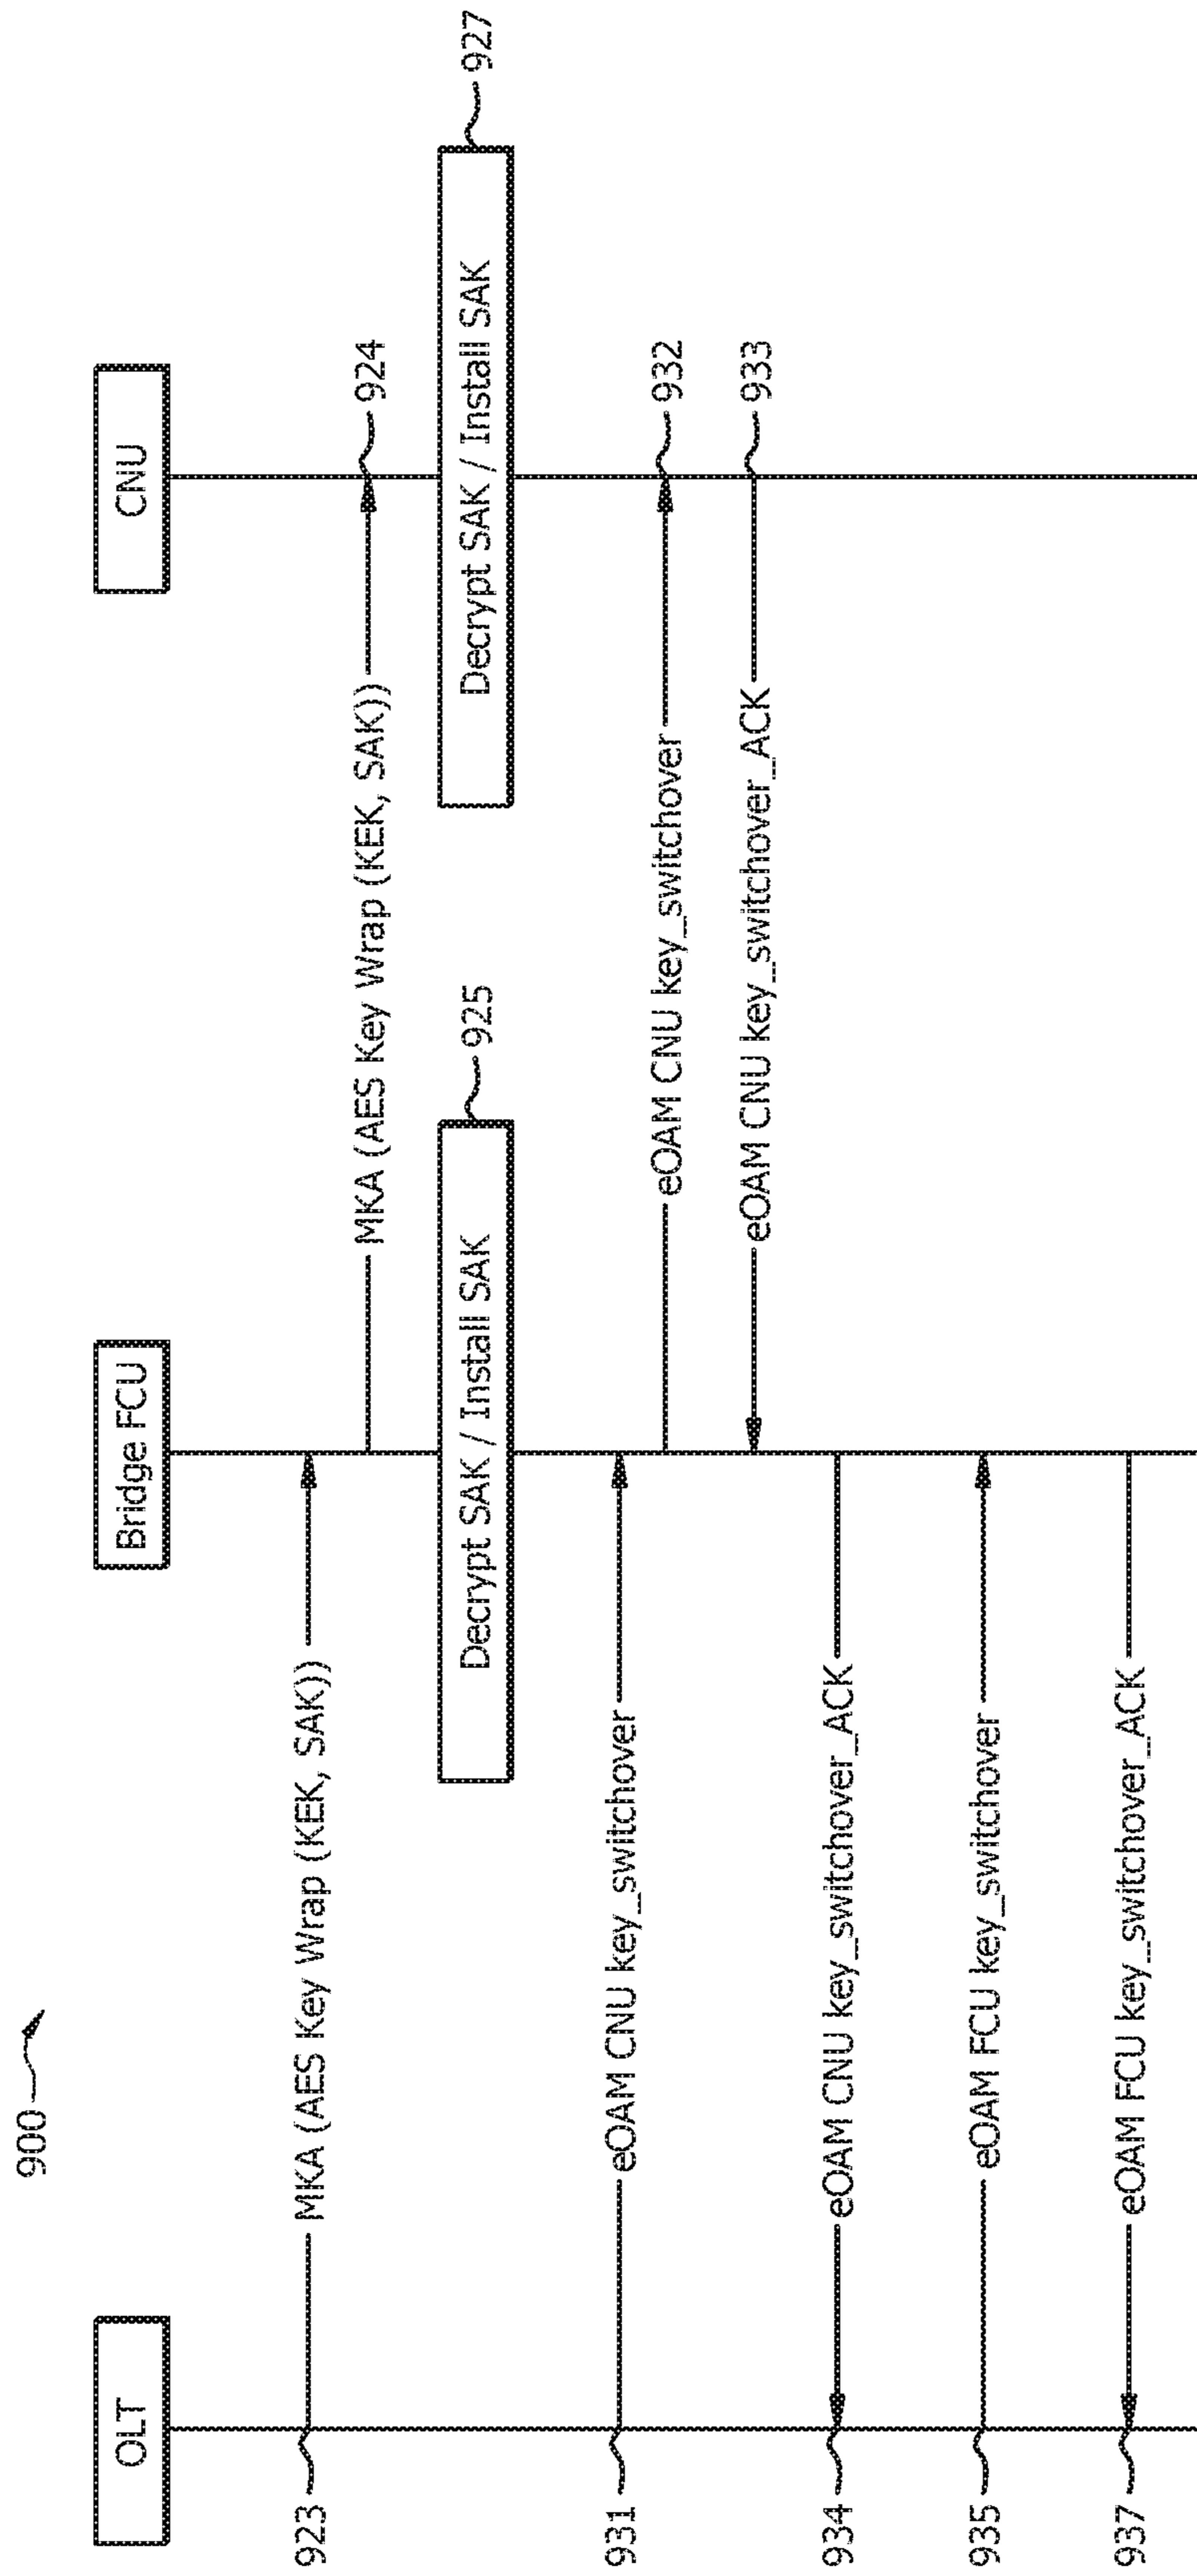 900
OLT
Bridge FCU
CNU
923
MKA (AES Key Wrap (KEK, SAK))
MKA (AES Key Wrap (KEK, SAK))
924
Decrypt SAK / Install SAK
925
Decrypt SAK / Install SAK
927
931
eOAM CNU key_switchover
eOAM CNU key_switchover
932
eOAM CNU key_switchover_ACK
933
934
eOAM CNU key_switchover_ACK
935
eOAM FCU key_switchover
937
eOAM FCU key_switchover_ACK